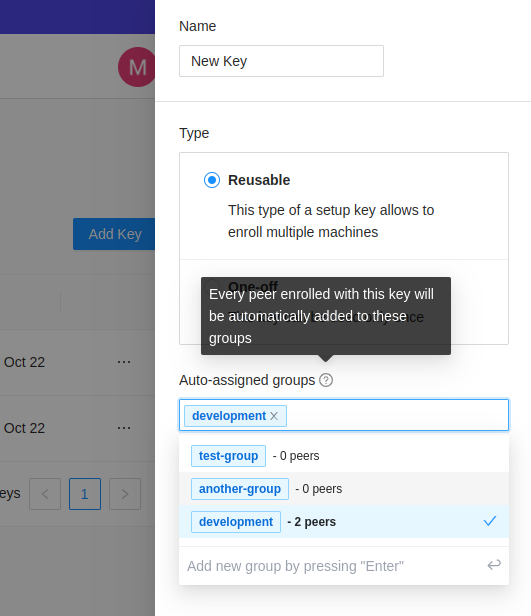 Name
New Key
M
Type
Reusable
This type of a setup key allows to
enroll multiple machines
Add Key
One-off
Every peer enrolled with this key will
be automatically added to these
groups
Oct 22
...
Auto-assigned groups ?
development ×
Oct 22
...
test-group - 0 peers
another-group - 0 peers
eys < 1 >
development - 2 peers
Add new group by pressing "Enter"